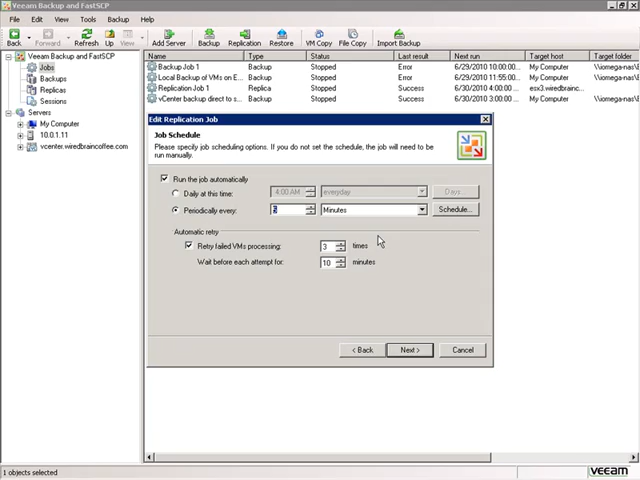 Veeam Backup and FastSCP
File Edit View Tools Backup Help
Back Forward Refresh Up View Add Server Backup Replication Restore VM Copy File Copy Import Backup
Veeam Backup and FastSCP
Jobs
Backups
Replicas
Sessions
Servers
My Computer
10.0.1.11
vcenter.wiredbraincoffee.com
Name Type Status Last result Next run Target host Target folder
Backup Job 1 Backup Stopped Error 6/29/2010 10:00:00... My Computer
Local Backup of VMs on E... Backup Stopped Error 6/29/2010 11:55:00... My Computer
Replication Job 1 Replica Stopped Success 6/30/2010 4:00:00 ... esx3.wiredbrainc...
vCenter backup direct to s... Backup Stopped Success 6/30/2010 3:00:00 ... My Computer
Edit Replication Job
Job Schedule
Please specify job scheduling options. If you do not set the schedule, the job will need to
be run manually.
Run the job automatically
Daily at this time: 4:00 AM everyday Days...
Periodically every: Minutes Schedule...
Automatic retry
Retry failed VMs processing: 3 times
Wait before each attempt for: 10 minutes
< Back Next > Cancel
1 objects selected
veeam